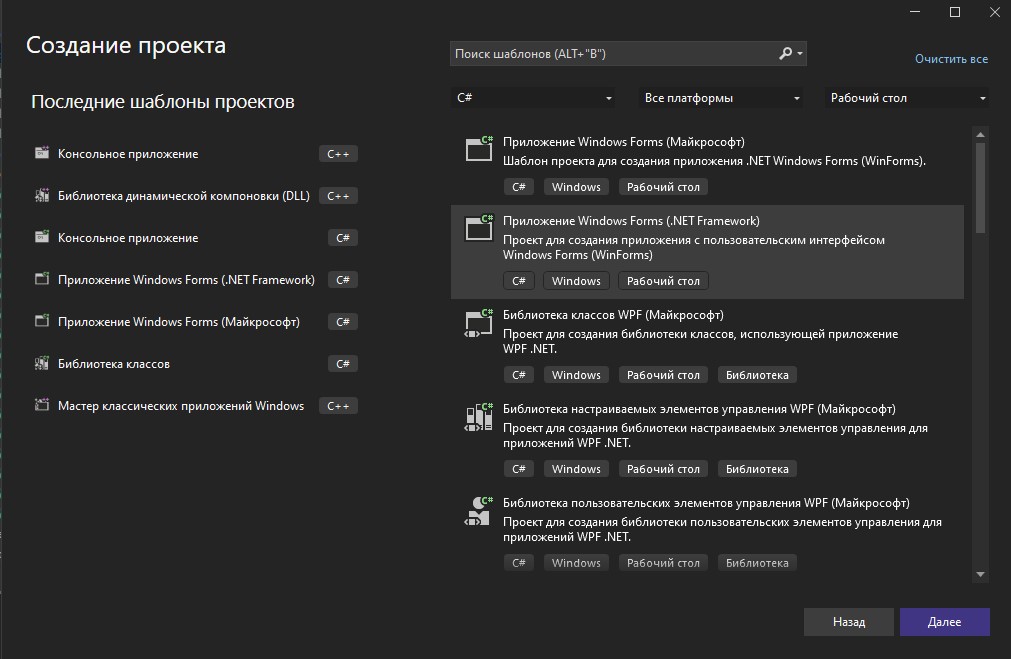 Создание проекта
Последние шаблоны проектов
Консольное приложение C++
Библиотека динамической компоновки (DLL) C++
Консольное приложение C#
Приложение Windows Forms (.NET Framework) C#
Приложение Windows Forms (Майкрософт) C#
Библиотека классов C#
Мастер классических приложений Windows C++
Поиск шаблонов (ALT+"В")
Очистить все
C# Все платформы Рабочий стол
Приложение Windows Forms (Майкрософт)
Шаблон проекта для создания приложения .NET Windows Forms (WinForms).
C# Windows Рабочий стол
Приложение Windows Forms (.NET Framework)
Проект для создания приложения с пользовательским интерфейсом
Windows Forms (WinForms)
C# Windows Рабочий стол
Библиотека классов WPF (Майкрософт)
Проект для создания библиотеки классов, использующей приложение
WPF .NET.
C# Windows Рабочий стол Библиотека
Библиотека настраиваемых элементов управления WPF (Майкрософт)
Проект для создания библиотеки настраиваемых элементов управления для
приложений WPF .NET.
C# Windows Рабочий стол Библиотека
Библиотека пользовательских элементов управления WPF (Майкрософт)
Проект для создания библиотеки пользовательских элементов управления для
приложений WPF .NET.
C# Windows Рабочий стол Библиотека
Назад Далее